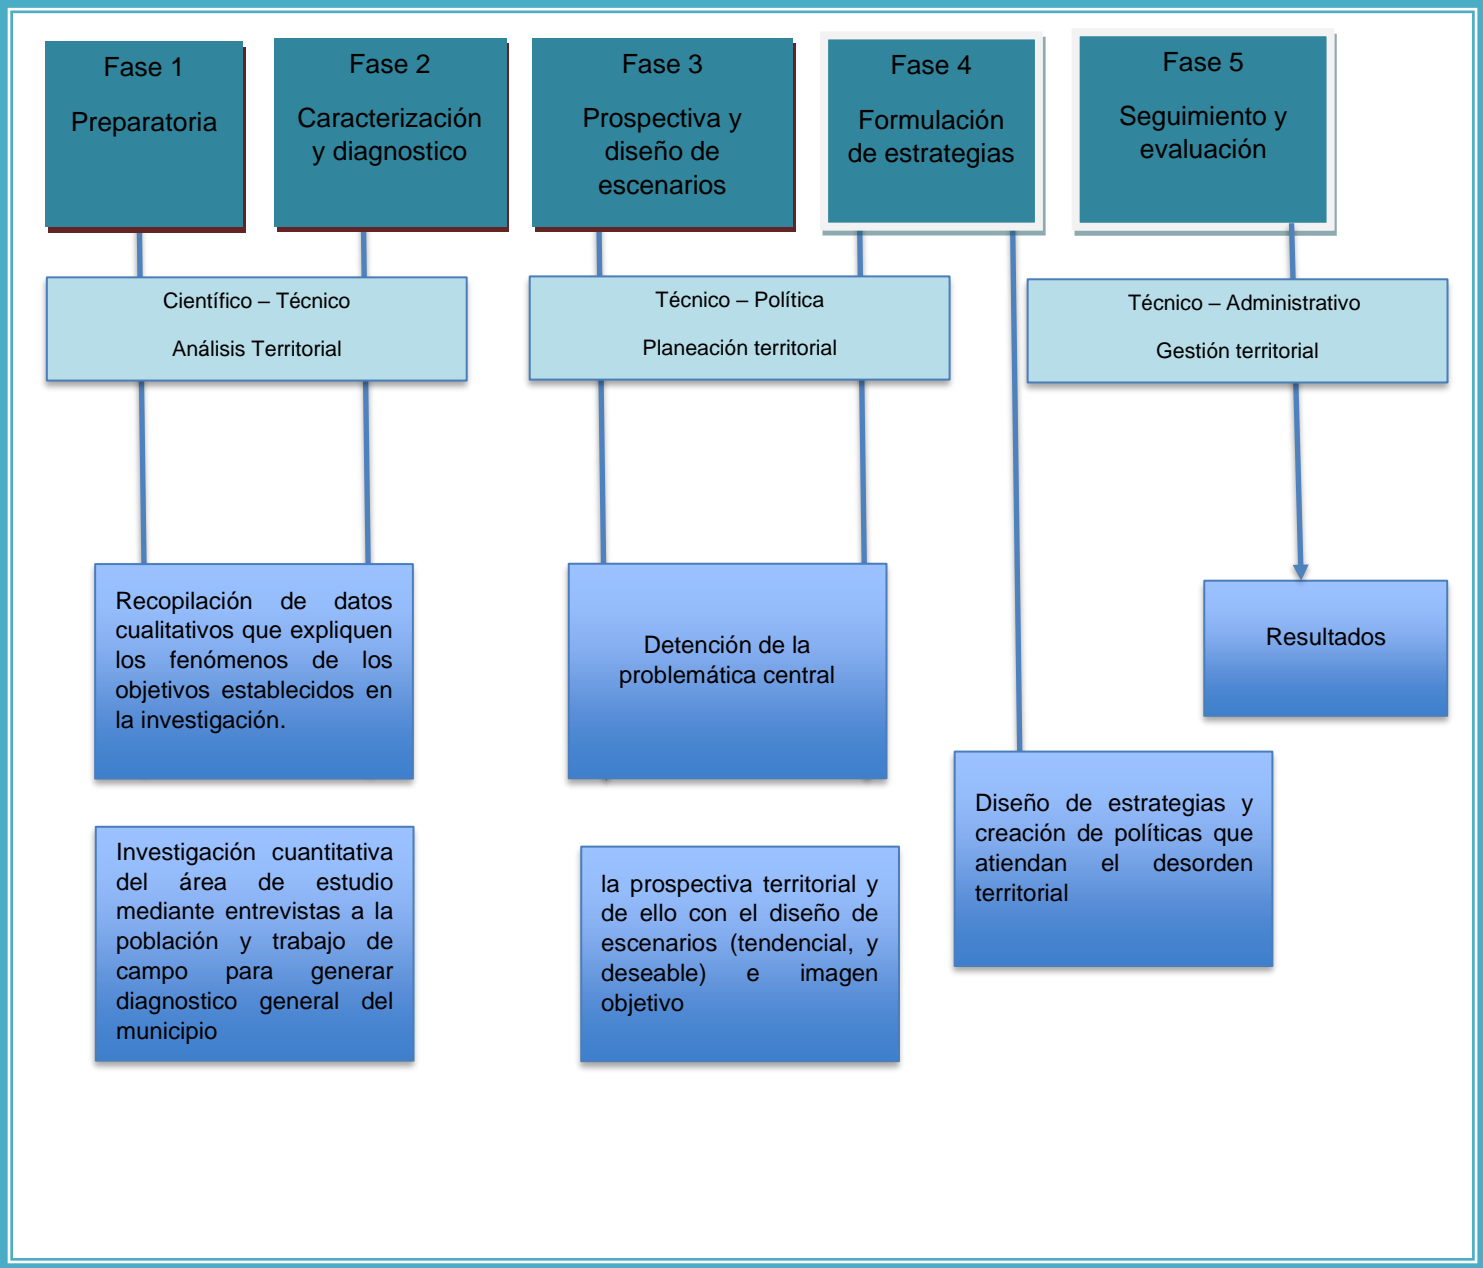 Fase 1
Preparatoria
Fase 2
Caracterización
y diagnostico
Fase 3
Prospectiva y
diseño de
escenarios
Fase 4
Formulación
de estrategias
Fase 5
Seguimiento y
evaluación
Científico – Técnico
Análisis Territorial
Técnico – Política
Planeación territorial
Técnico – Administrativo
Gestión territorial
Recopilación de datos
cualitativos que expliquen
los fenómenos de los
objetivos establecidos en
la investigación.
Detención de la
problemática central
Resultados
Diseño de estrategias y
creación de políticas que
atiendan el desorden
territorial
Investigación cuantitativa
del área de estudio
mediante entrevistas a la
población y trabajo de
campo para generar
diagnostico general del
municipio
la prospectiva territorial y
de ello con el diseño de
escenarios (tendencial, y
deseable) e imagen
objetivo